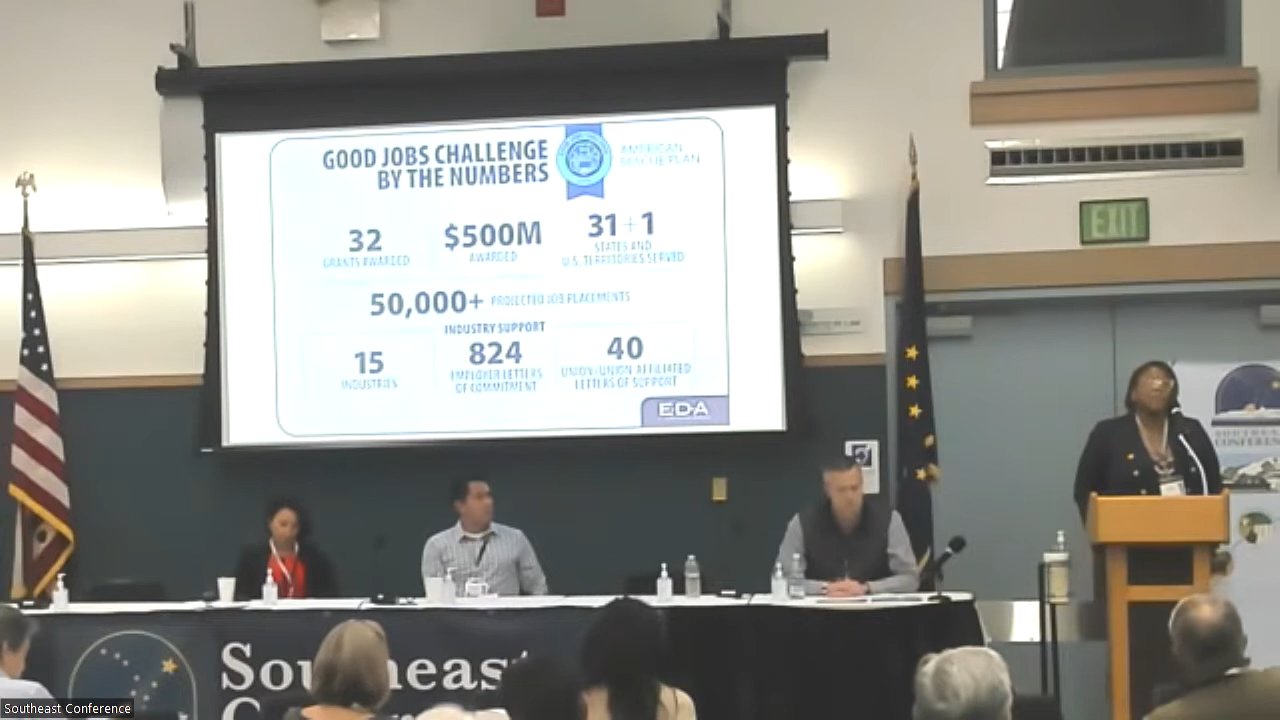 GOOD JOBS CHALLENGE
BY THE NUMBERS
AMERICAN
RESCUE PLAN
32
GRANTS AWARDED
$500M
AWARDED
31+1
STATES AND
U.S. TERRITORIES SERVED
50,000+ PROJECTED JOB PLACEMENTS
INDUSTRY SUPPORT
15
INDUSTRIES
824
EMPLOYER LETTERS
OF COMMITMENT
40
UNION/UNION-AFFILIATED
LETTERS OF SUPPORT
EDA
EXIT
SOUTHEAST
CONFERENCE
Southeast
Southeast Conference